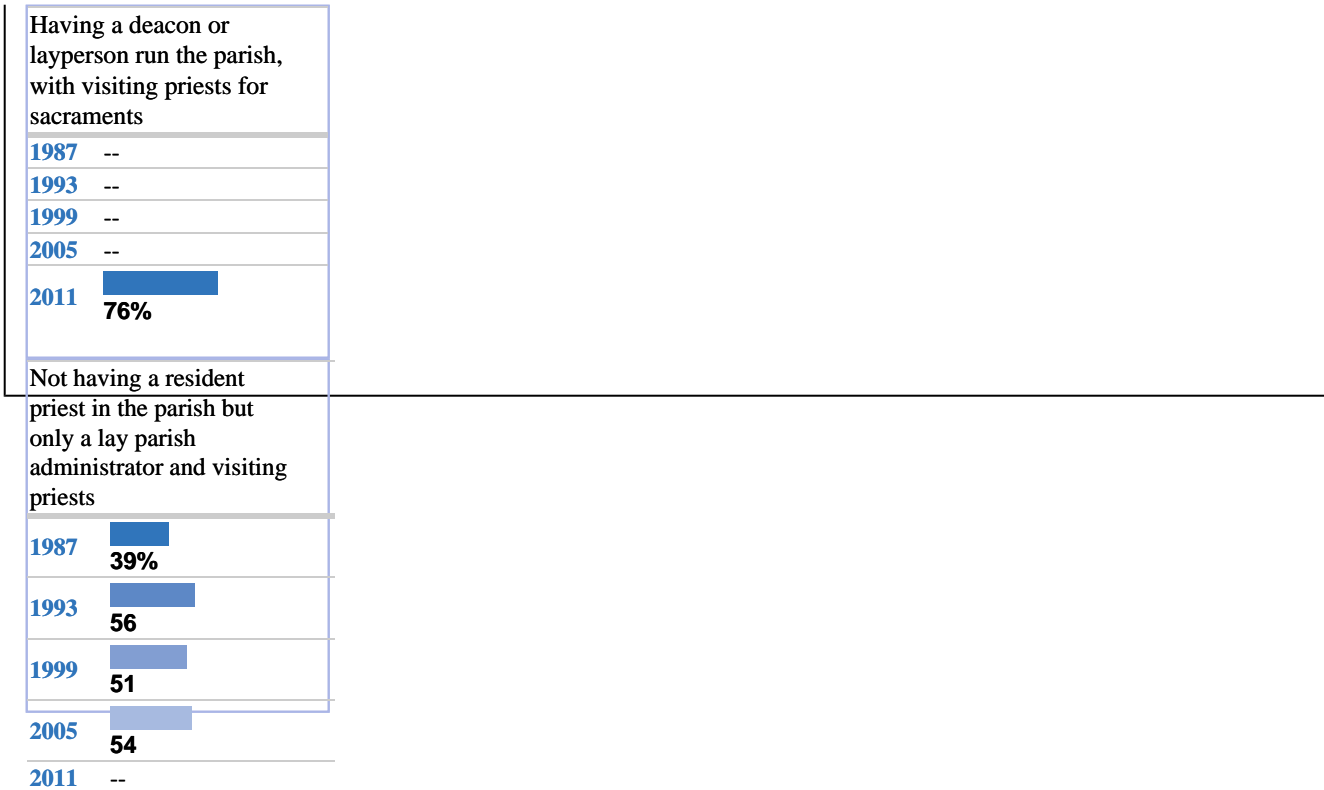 Having a deacon or
layperson run the parish,
with visiting priests for
sacraments
1987 --
1993 --
1999 --
2005 --
2011
76%
Not having a resident
priest in the parish but
only a lay parish
administrator and visiting
priests
1987
39%
1993
56
1999
51
2005
54
2011 --